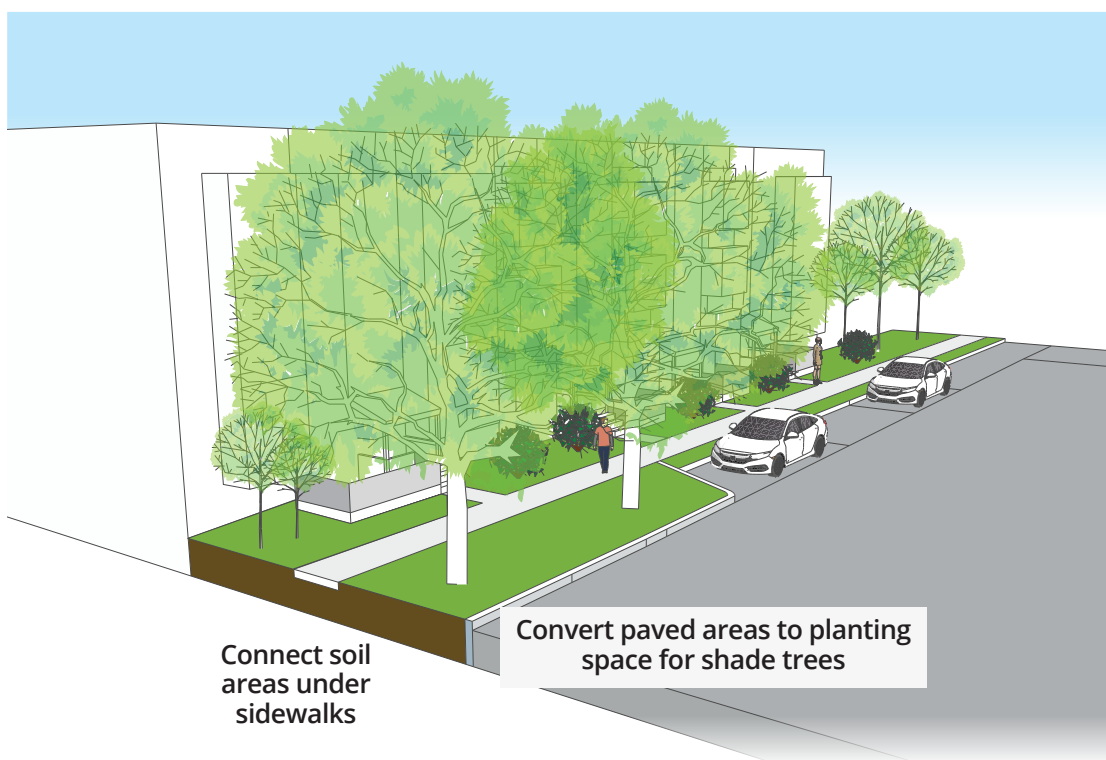 Connect soil
areas under
sidewalks
Convert paved areas to planting
space for shade trees